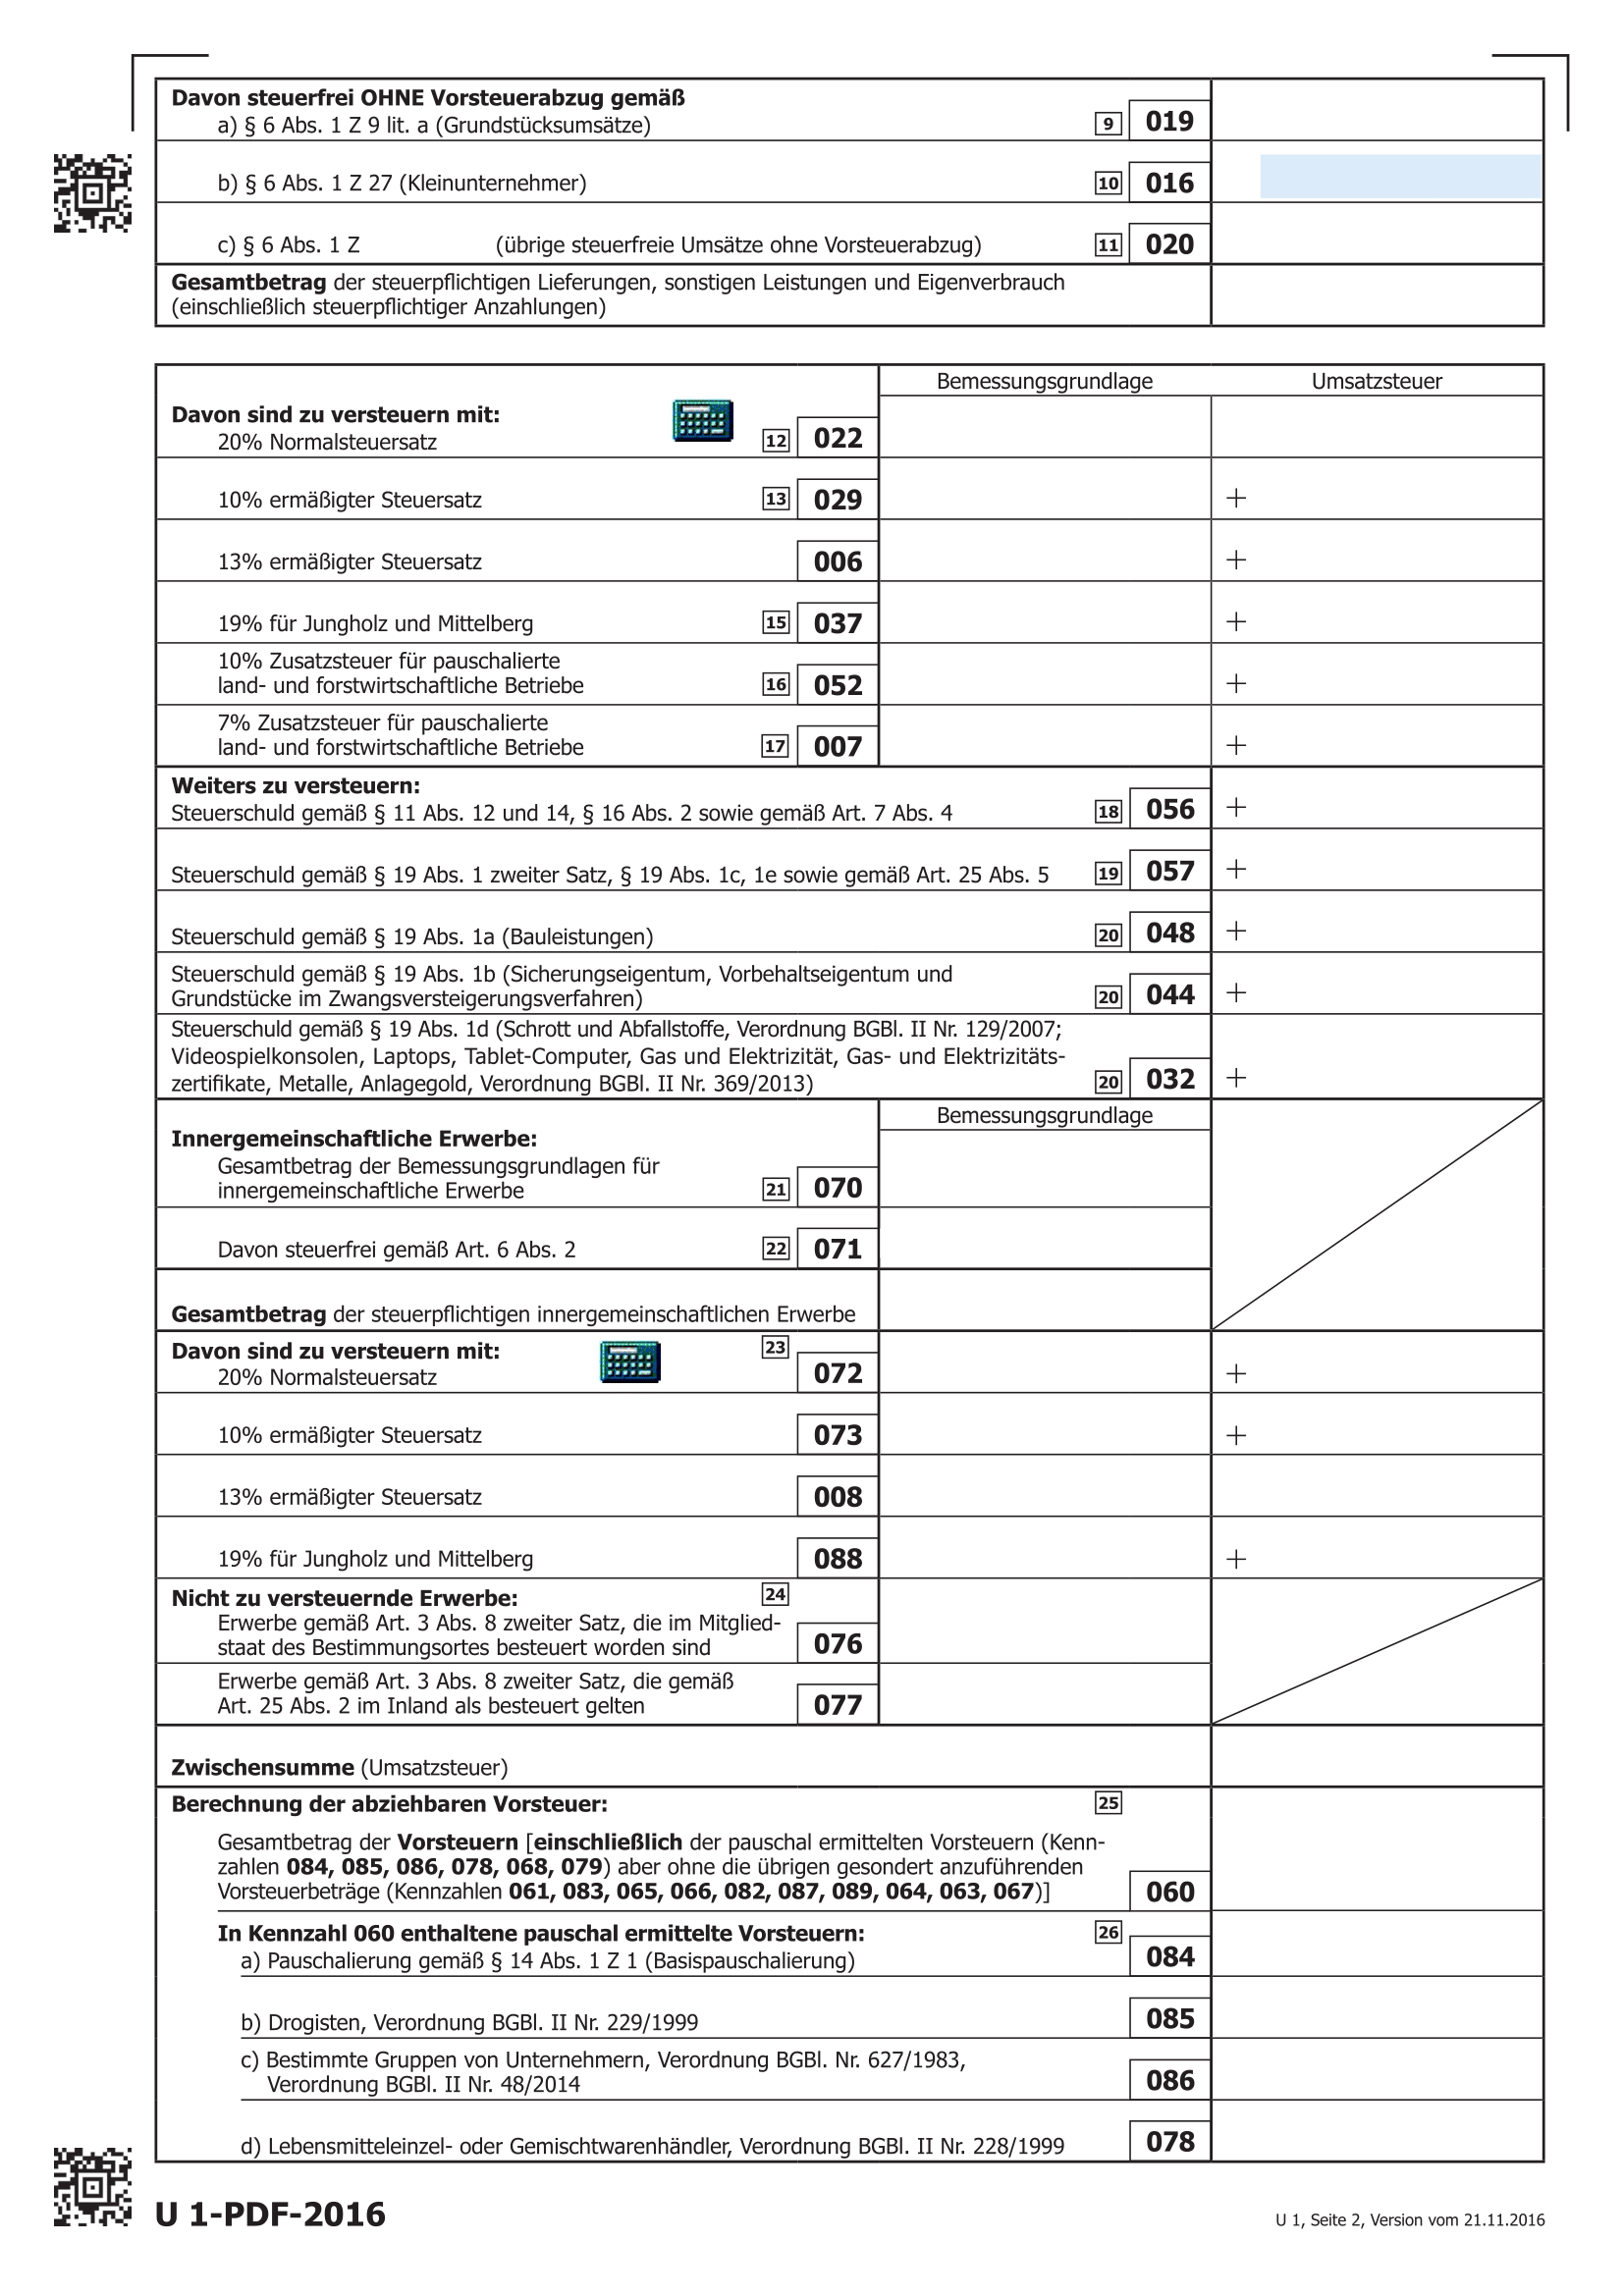 Davon steuerfrei OHNE Vorsteuerabzug gemäß
a) § 6 Abs. 1 Z 9 lit. a (Grundstücksumsätze) 9 019
b) § 6 Abs. 1 Z 27 (Kleinunternehmer) 10 016
c) § 6 Abs. 1 Z (übrige steuerfreie Umsätze ohne Vorsteuerabzug) 11 020
Gesamtbetrag der steuerpflichtigen Lieferungen, sonstigen Leistungen und Eigenverbrauch
(einschließlich steuerpflichtiger Anzahlungen)
Bemessungsgrundlage Umsatzsteuer
Davon sind zu versteuern mit:
20% Normalsteuersatz 12 022
10% ermäßigter Steuersatz 13 029 +
13% ermäßigter Steuersatz 006 +
19% für Jungholz und Mittelberg 15 037 +
10% Zusatzsteuer für pauschalierte
land- und forstwirtschaftliche Betriebe 16 052 +
7% Zusatzsteuer für pauschalierte
land- und forstwirtschaftliche Betriebe 17 007 +
Weiters zu versteuern:
Steuerschuld gemäß § 11 Abs. 12 und 14, § 16 Abs. 2 sowie gemäß Art. 7 Abs. 4 18 056 +
Steuerschuld gemäß § 19 Abs. 1 zweiter Satz, § 19 Abs. 1c, 1e sowie gemäß Art. 25 Abs. 5 19 057 +
Steuerschuld gemäß § 19 Abs. 1a (Bauleistungen) 20 048 +
Steuerschuld gemäß § 19 Abs. 1b (Sicherungseigentum, Vorbehaltseigentum und
Grundstücke im Zwangsversteigerungsverfahren) 20 044 +
Steuerschuld gemäß § 19 Abs. 1d (Schrott und Abfallstoffe, Verordnung BGBl. II Nr. 129/2007;
Videospielkonsolen, Laptops, Tablet-Computer, Gas und Elektrizität, Gas- und Elektrizitäts-
zertifikate, Metalle, Anlagegold, Verordnung BGBl. II Nr. 369/2013) 20 032 +
Bemessungsgrundlage
Innergemeinschaftliche Erwerbe:
Gesamtbetrag der Bemessungsgrundlagen für
innergemeinschaftliche Erwerbe 21 070
Davon steuerfrei gemäß Art. 6 Abs. 2 22 071
Gesamtbetrag der steuerpflichtigen innergemeinschaftlichen Erwerbe
Davon sind zu versteuern mit: 23
20% Normalsteuersatz 072 +
10% ermäßigter Steuersatz 073 +
13% ermäßigter Steuersatz 008
19% für Jungholz und Mittelberg 088 +
Nicht zu versteuernde Erwerbe: 24
Erwerbe gemäß Art. 3 Abs. 8 zweiter Satz, die im Mitglied-
staat des Bestimmungsortes besteuert worden sind 076
Erwerbe gemäß Art. 3 Abs. 8 zweiter Satz, die gemäß
Art. 25 Abs. 2 im Inland als besteuert gelten 077
Zwischensumme (Umsatzsteuer)
Berechnung der abziehbaren Vorsteuer: 25
Gesamtbetrag der Vorsteuern [einschließlich der pauschal ermittelten Vorsteuern (Kenn-
zahlen 084, 085, 086, 078, 068, 079) aber ohne die übrigen gesondert anzuführenden
Vorsteuerbeträge (Kennzahlen 061, 083, 065, 066, 082, 087, 089, 064, 063, 067)] 060
In Kennzahl 060 enthaltene pauschal ermittelte Vorsteuern: 26
a) Pauschalierung gemäß § 14 Abs. 1 Z 1 (Basispauschalierung) 084
b) Drogisten, Verordnung BGBl. II Nr. 229/1999 085
c) Bestimmte Gruppen von Unternehmern, Verordnung BGBl. Nr. 627/1983,
Verordnung BGBl. II Nr. 48/2014 086
d) Lebensmitteleinzel- oder Gemischtwarenhändler, Verordnung BGBl. II Nr. 228/1999 078
U 1-PDF-2016 U 1, Seite 2, Version vom 21.11.2016